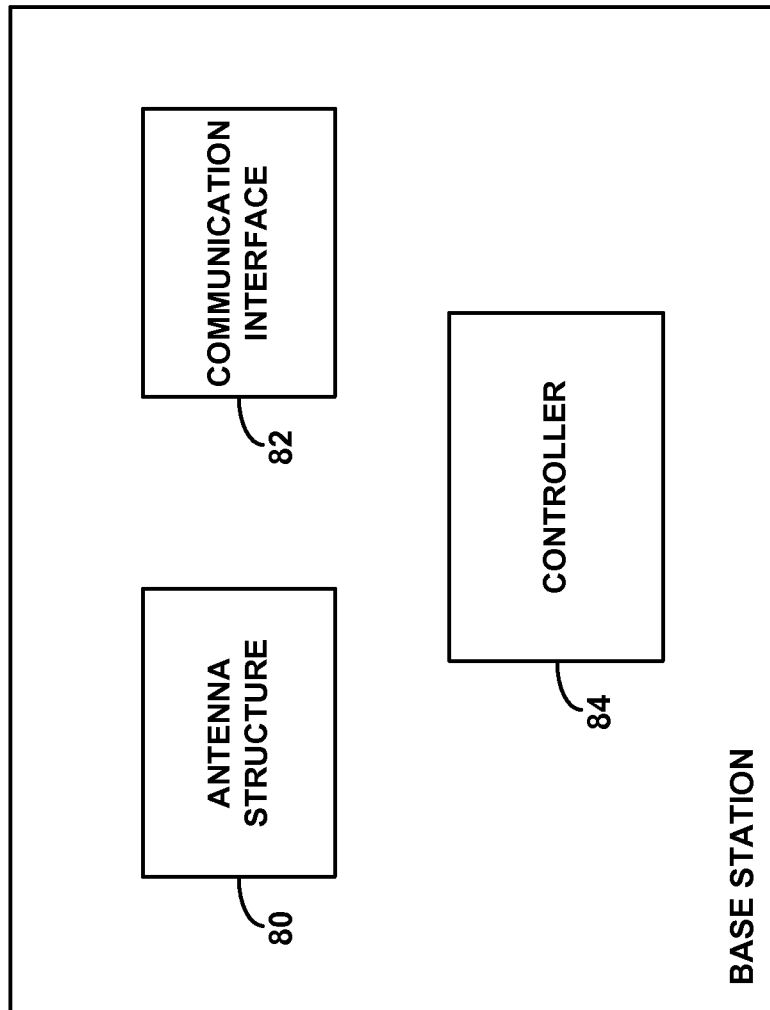 ANTENNA
STRUCTURE
80
COMMUNICATION
INTERFACE
82
CONTROLLER
84
BASE STATION